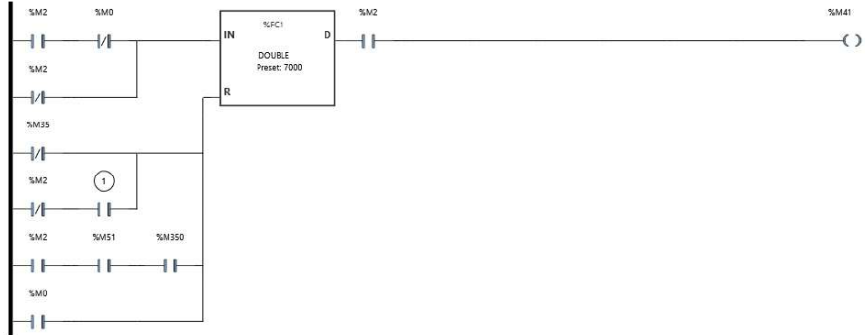 %M2 %M0 %FC1 %M2 %M41
IN D
DOUBLE
Preset: 7000
%M2
R
%M35
%M2 1
%M2 %M51 %M350
%M0